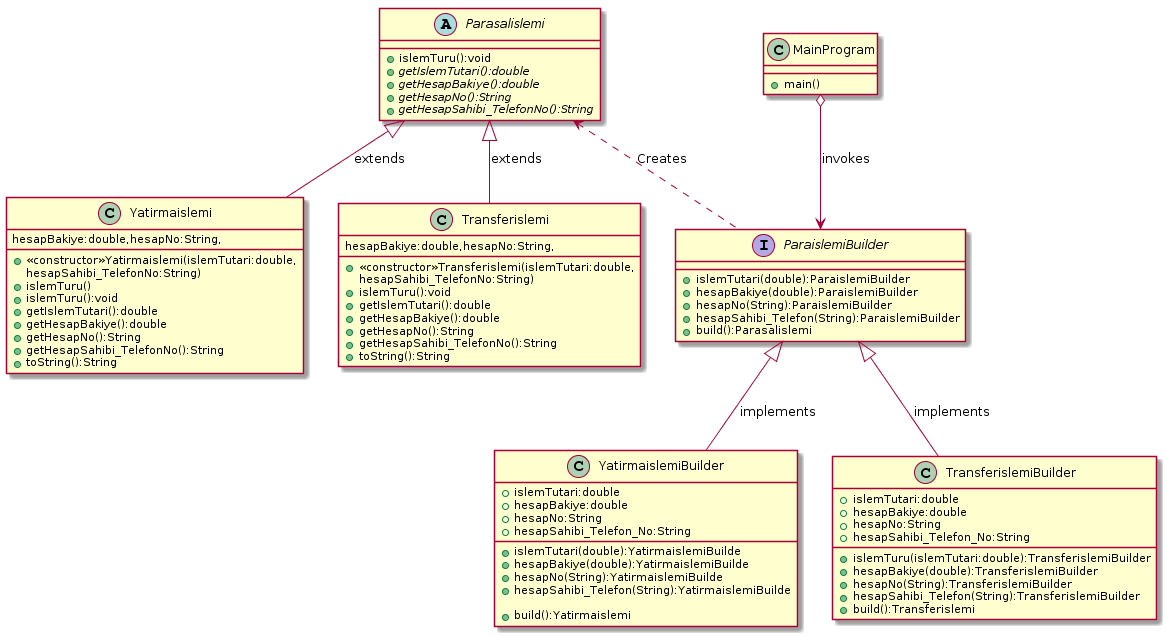 A Parasalislemi
islemTuru():void
getIslemTutari():double
getHesapBakiye():double
getHesapNo():String
getHesapSahibi_TelefonNo():String
C MainProgram
main()
extends
extends
Creates
invokes
C Yatirmaislemi
hesapBakiye:double,hesapNo:String,
«constructor»Yatirmaislemi(islemTutari:double,
hesapSahibi_TelefonNo:String)
islemTuru()
islemTuru():void
getIslemTutari():double
getHesapBakiye():double
getHesapNo():String
getHesapSahibi_TelefonNo():String
toString():String
C Transferislemi
hesapBakiye:double,hesapNo:String,
«constructor»Transferislemi(islemTutari:double,
hesapSahibi_TelefonNo:String)
islemTuru():void
getIslemTutari():double
getHesapBakiye():double
getHesapNo():String
getHesapSahibi_TelefonNo():String
toString():String
I ParaislemiBuilder
islemTutari(double):ParaislemiBuilder
hesapBakiye(double):ParaislemiBuilder
hesapNo(String):ParaislemiBuilder
hesapSahibi_Telefon(String):ParaislemiBuilder
build():Parasalislemi
implements
implements
C YatirmaislemiBuilder
islemTutari:double
hesapBakiye:double
hesapNo:String
hesapSahibi_Telefon_No:String
islemTutari(double):YatirmaislemiBuilde
hesapBakiye(double):YatirmaislemiBuilde
hesapNo(String):YatirmaislemiBuilde
hesapSahibi_Telefon(String):YatirmaislemiBuilde
build():Yatirmaislemi
C TransferislemiBuilder
islemTutari:double
hesapBakiye:double
hesapNo:String
hesapSahibi_Telefon_No:String
islemTuru(islemTutari:double):TransferislemiBuilder
hesapBakiye(double):TransferislemiBuilder
hesapNo(String):TransferislemiBuilder
hesapSahibi_Telefon(String):TransferislemiBuilder
build():Transferislemi